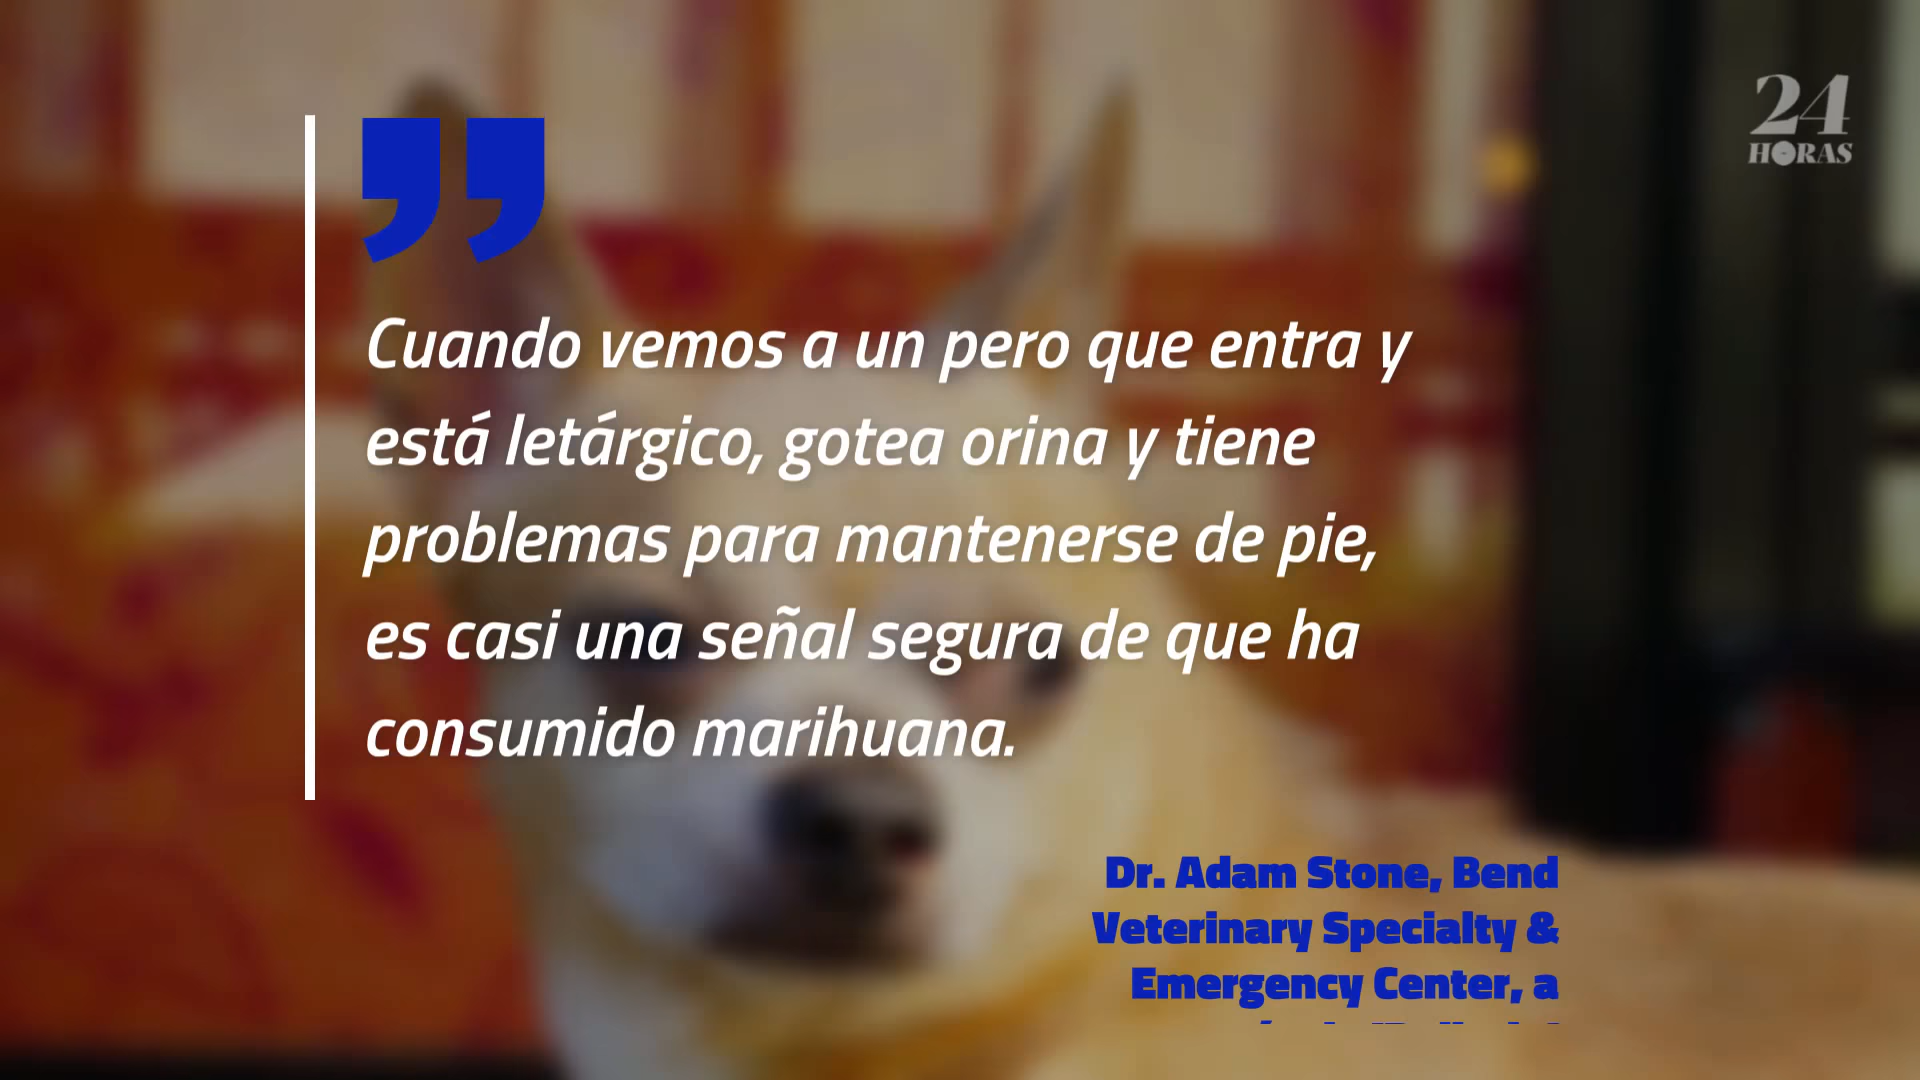 24
HORAS
”
Cuando vemos a un pero que entra y
está letárgico, gotea orina y tiene
problemas para mantenerse de pie,
es casi una señal segura de que ha
consumido marihuana.
Dr. Adam Stone, Bend
Veterinary Specialty &
Emergency Center, a